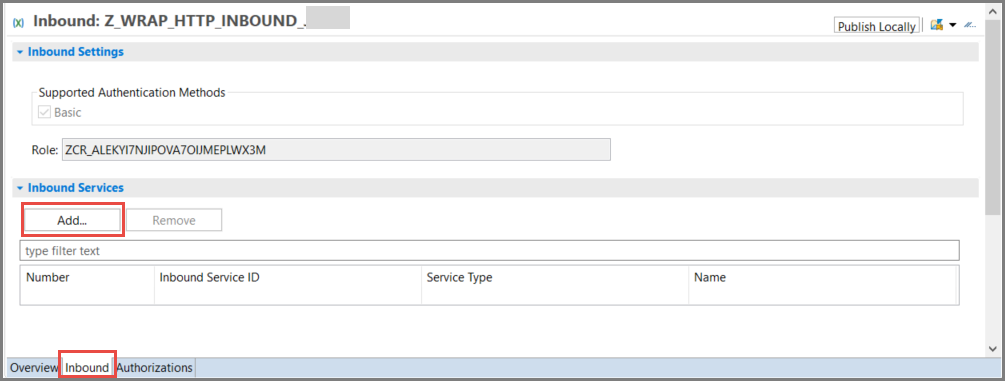 Inbound: Z_WRAP_HTTP_INBOUND_.
Publish Locally
Inbound Settings
Supported Authentication Methods
Basic
Role: ZCR_ALEKYI7NJIPOVA7OIJMEPLWX3M
Inbound Services
Add... Remove
type filter text
Number Inbound Service ID Service Type Name
Overview Inbound Authorizations